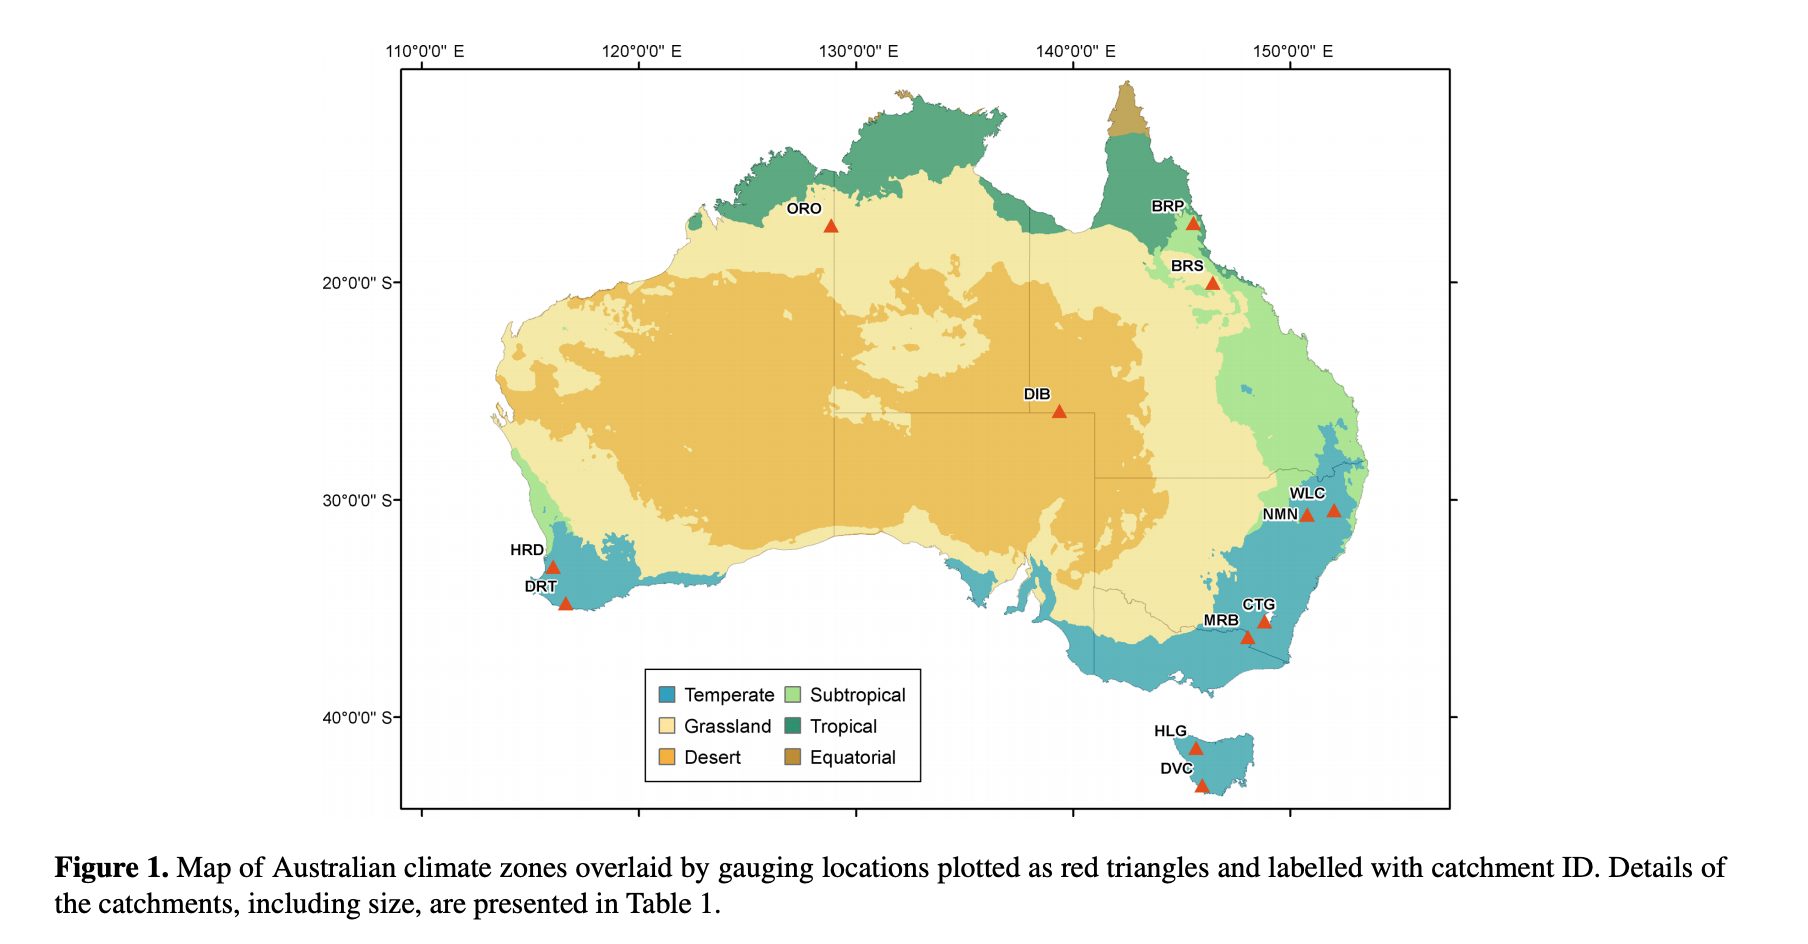 110°0'0" E 120°0'0" E 130°0'0" E 140°0'0" E 150°0'0" E
20°0'0" S
30°0'0" S
40°0'0" S
ORO
BRP
BRS
DIB
WLC
NMN
HRD
DRT
CTG
MRB
HLG
DVC
Temperate Subtropical
Grassland Tropical
Desert Equatorial
Figure 1. Map of Australian climate zones overlaid by gauging locations plotted as red triangles and labelled with catchment ID. Details of
the catchments, including size, are presented in Table 1.